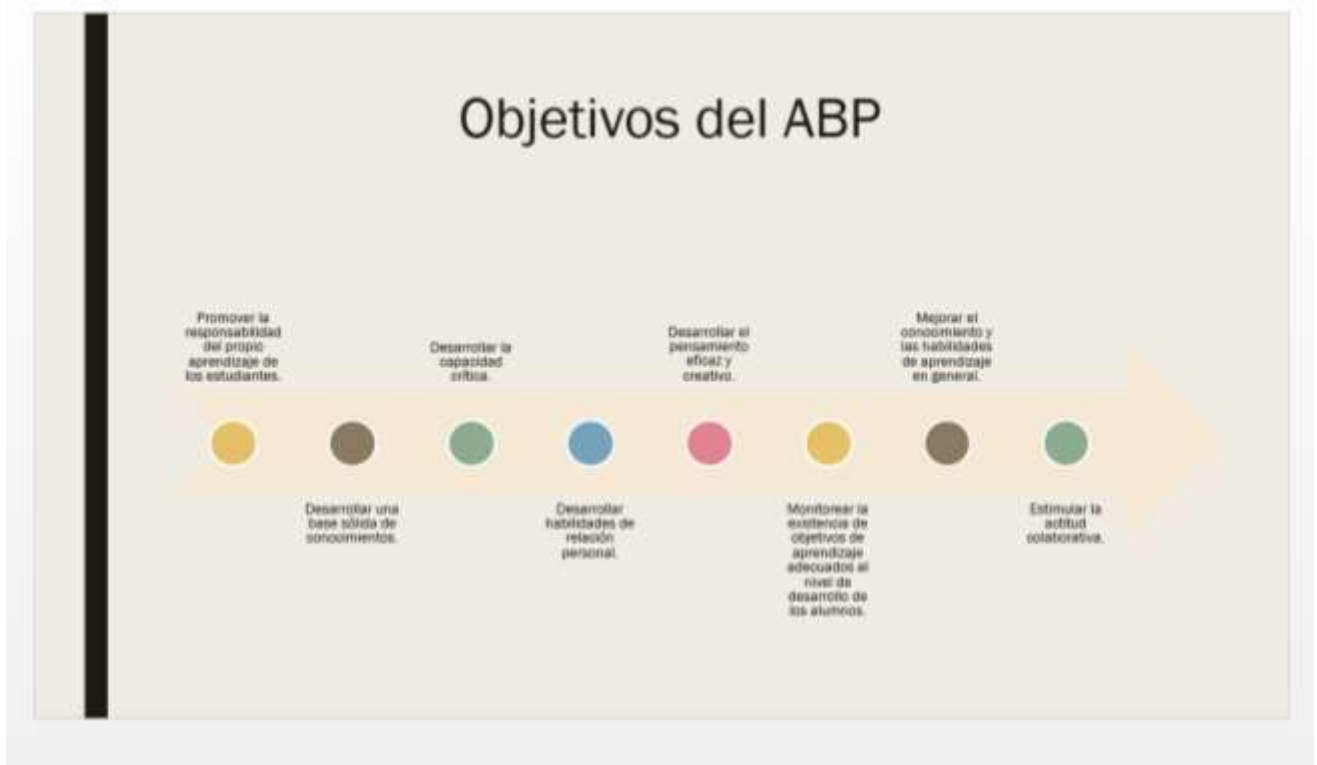 Objetivos del ABP
Promover la
responsabilidad
del propio
aprendizaje de
los estudiantes.
Desarrollar una
base sólida de
conocimientos.
Desarrollar la
capacidad
crítica.
Desarrollar
habilidades de
relación
personal.
Desarrollar el
pensamiento
eficaz y
creativo.
Monitorear la
existencia de
objetivos de
aprendizaje
adecuados al
nivel de
desarrollo de
los alumnos.
Mejorar el
conocimiento y
las habilidades
de aprendizaje
en general.
Estimular la
actitud
colaborativa.